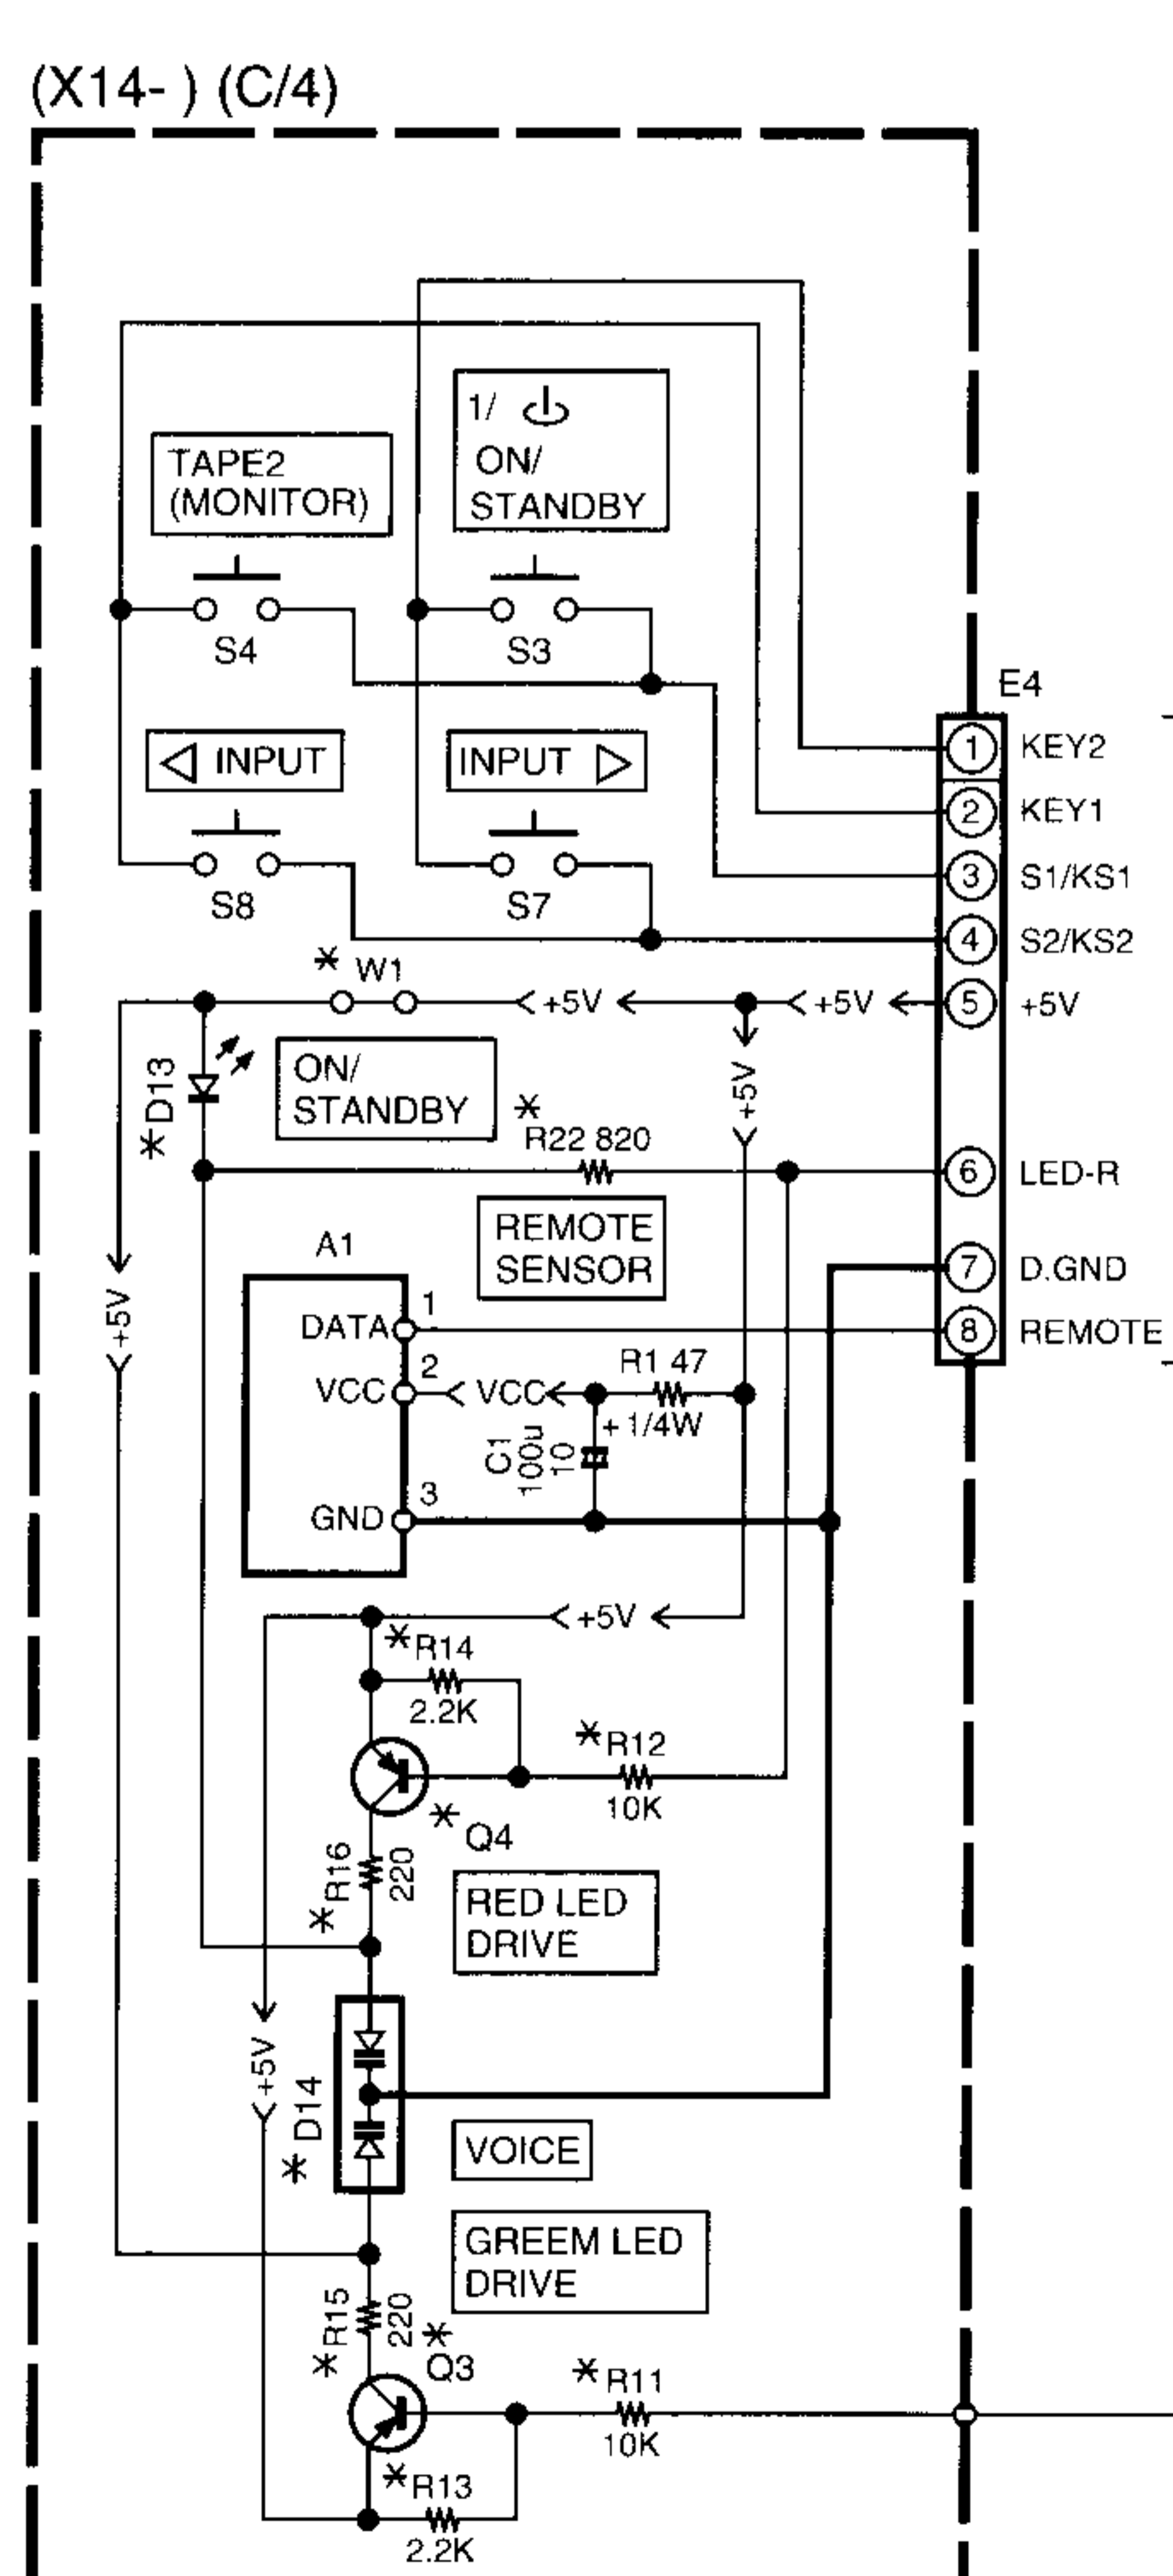 (X14- ) (C/4)
1/
ON/
STANDBY
TAPE2
(MONITOR)
S4
S3
E4
INPUT
INPUT
1 KEY2
2 KEY1
3 S1/KS1
S8
S7
4 S2/KS2
* W1
+5V
+5V
5 +5V
ON/
STANDBY
*D13
+5V
*
R22 820
6 LED-R
REMOTE
SENSOR
A1
7 D.GND
DATA 1
8 REMOTE
+5V
R1 47
VCC 2
VCC
+ 1/4W
C1
100u
10
GND 3
+5V
*R14
2.2K
*R12
10K
*Q4
*R16
220
RED LED
DRIVE
+5V
*D14
VOICE
GREEM LED
DRIVE
*R15
220
*
Q3
*R11
10K
*R13
2.2K